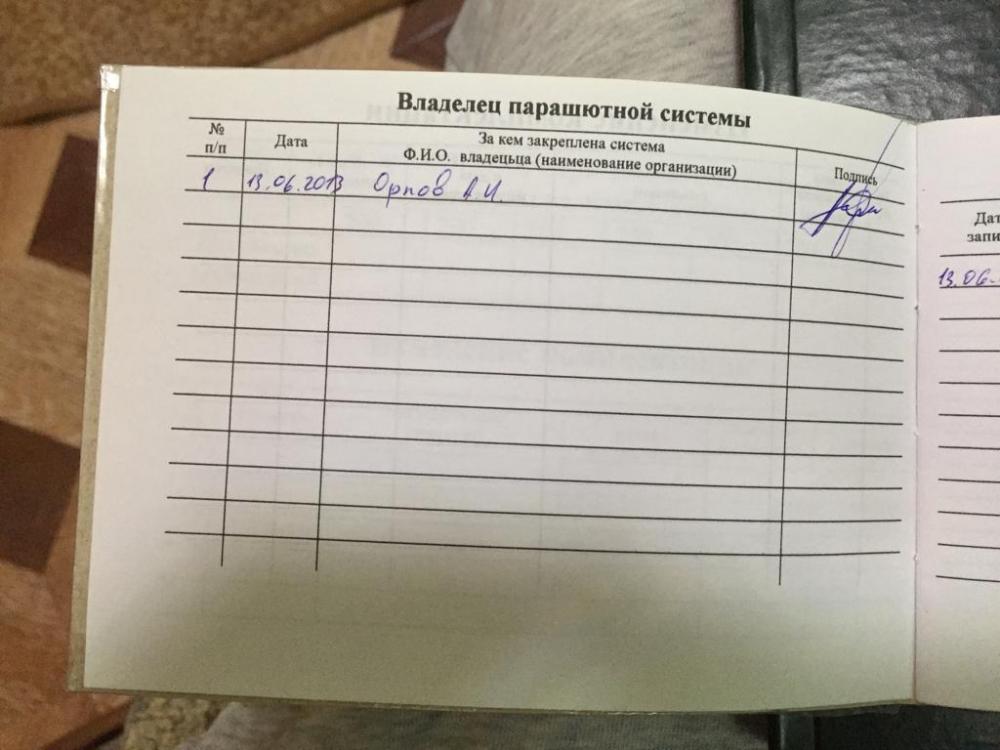 Владелец парашютной системы
№ п/п
Дата
За кем закреплена система
Ф.И.О. владецьца (наименование организации)
Подпись
1 13.06.2013 Орлов А.И.
Дат
запи
13.06.